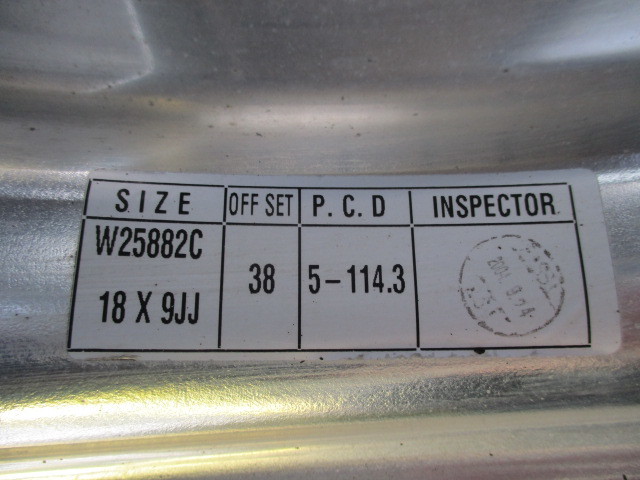 SIZE OFF SET P.C.D INSPECTOR
W25882C
18 X 9JJ 38 5-114.3